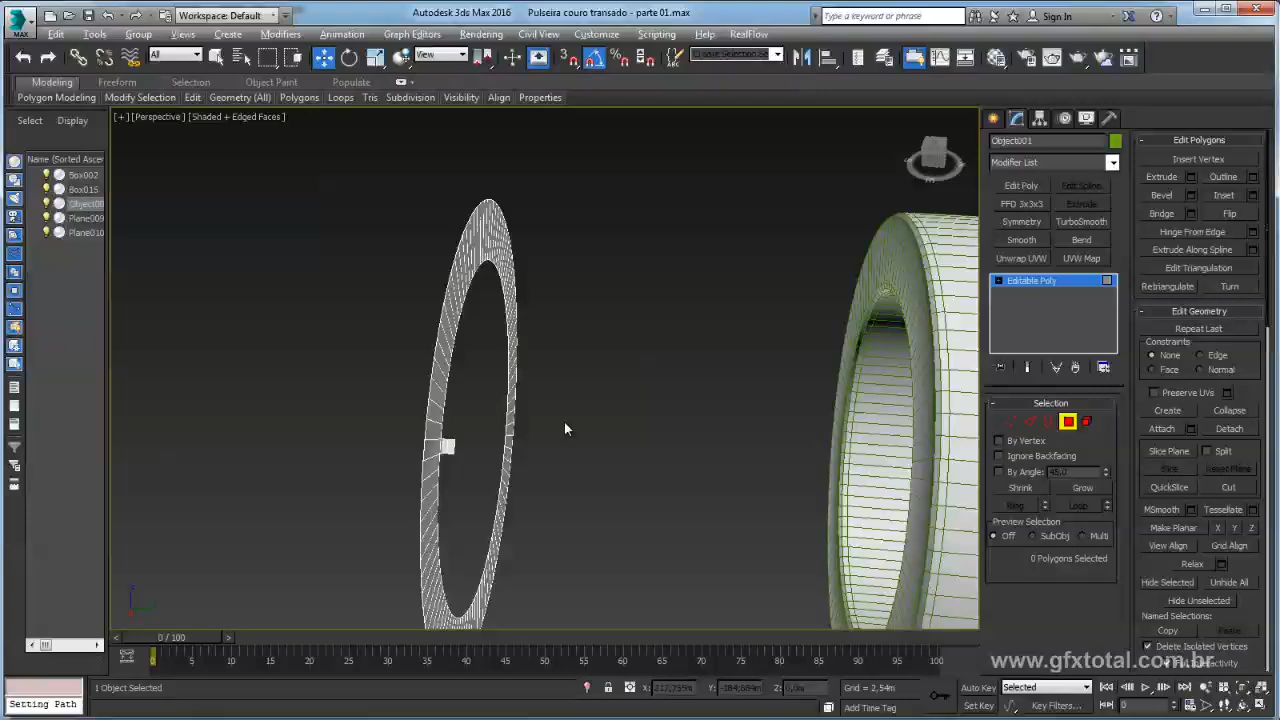 MAX
Workspace: Default
Autodesk 3ds Max 2016    Pulseira couro transado - parte 01.max
Type a keyword or phrase
Sign In
Edit Tools Group Views Create Modifiers Animation Graph Editors Rendering Civil View Customize Scripting Help RealFlow
All
View
Modeling Freeform Selection Object Paint Populate
Polygon Modeling Modify Selection Edit Geometry (All) Polygons Loops Tris Subdivision Visibility Align Properties
Select Display
Name (Sorted Ascen
Box002
Box015
Object00
Plane009
Plane010
[+] [Perspective] [Shaded + Edged Faces]
Object001
Modifier List
Edit Poly Edit Spline
FFD 3x3x3 Extrude
Symmetry TurboSmooth
Smooth Bend
Unwrap UVW UVW Map
Editable Poly
Selection
By Vertex
Ignore Backfacing
By Angle: 45,0
Shrink Grow
Ring Loop
Preview Selection
Off SubObj Multi
0 Polygons Selected
Edit Polygons
Insert Vertex
Extrude Outline
Bevel Inset
Bridge Flip
Hinge From Edge
Extrude Along Spline
Edit Triangulation
Retriangulate Turn
Edit Geometry
Repeat Last
Constraints
None Edge
Face Normal
Preserve UVs
Create Collapse
Attach Detach
Slice Plane Split
Slice Reset Plane
QuickSlice Cut
MSmooth Tessellate
Make Planar X Y Z
View Align Grid Align
Relax
Hide Selected Unhide All
Hide Unselected
Named Selections:
Copy Paste
Delete Isolated Vertices
www.gfxtotal.com.br
0 / 100
0 5 10 15 20 25 30 35 40 45 50 55 60 65 70 75 80 85 90 95 100
1 Object Selected
X: Y: Z: Grid = 2,54m
Setting Path
Add Time Tag
Auto Key Selected
Set Key Key Filters...
0